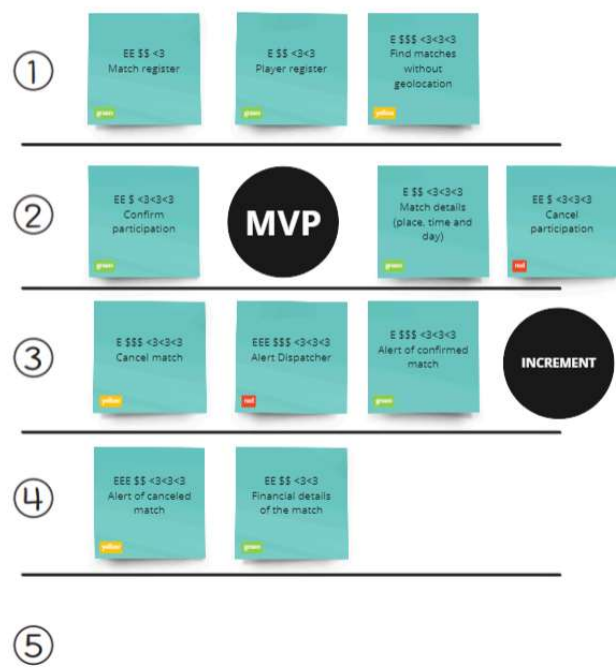 1
EE $$ <3
Match register
green
E $$ <3<3
Player register
green
E $$$ <3<3<3
Find matches
without
geolocation
yellow
2
EE $ <3<3<3
Confirm
participation
green
MVP
E $$ <3<3<3
Match details
(place, time and
day)
green
EE $ <3<3<3
Cancel
participation
red
3
E $$$ <3<3<3
Cancel match
yellow
EEE $$$ <3<3<3
Alert Dispatcher
red
E $$$ <3<3<3
Alert of confirmed
match
green
INCREMENT
4
EEE $$ <3<3<3
Alert of canceled
match
yellow
EE $$ <3<3
Financial details
of the match
green
5